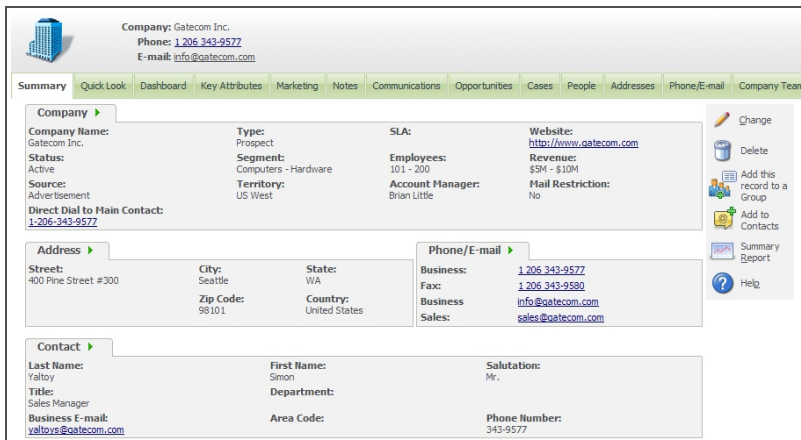 Company: Gatecom Inc.
Phone: 1 206 343-9577
E-mail: info@gatecom.com
Summary Quick Look Dashboard Key Attributes Marketing Notes Communications Opportunities Cases People Addresses Phone/E-mail Company Team
Company
Company Name: Type: SLA: Website:
Gatecom Inc. Prospect http://www.gatecom.com
Status: Segment: Employees: Revenue:
Active Computers - Hardware 101 - 200 $5M - $10M
Source: Territory: Account Manager: Mail Restriction:
Advertisement US West Brian Little No
Direct Dial to Main Contact:
1-206-343-9577
Change
Delete
Add this
record to a
Group
Add to
Contacts
Summary
Report
Help
Address
Street: City: State:
400 Pine Street #300 Seattle WA
Zip Code: Country:
98101 United States
Phone/E-mail
Business: 1 206 343-9577
Fax: 1 206 343-9580
Business info@gatecom.com
Sales: sales@gatecom.com
Contact
Last Name: First Name: Salutation:
Yaltoy Simon Mr.
Title: Department:
Sales Manager
Business E-mail: Area Code: Phone Number:
yaltoys@gatecom.com 343-9577